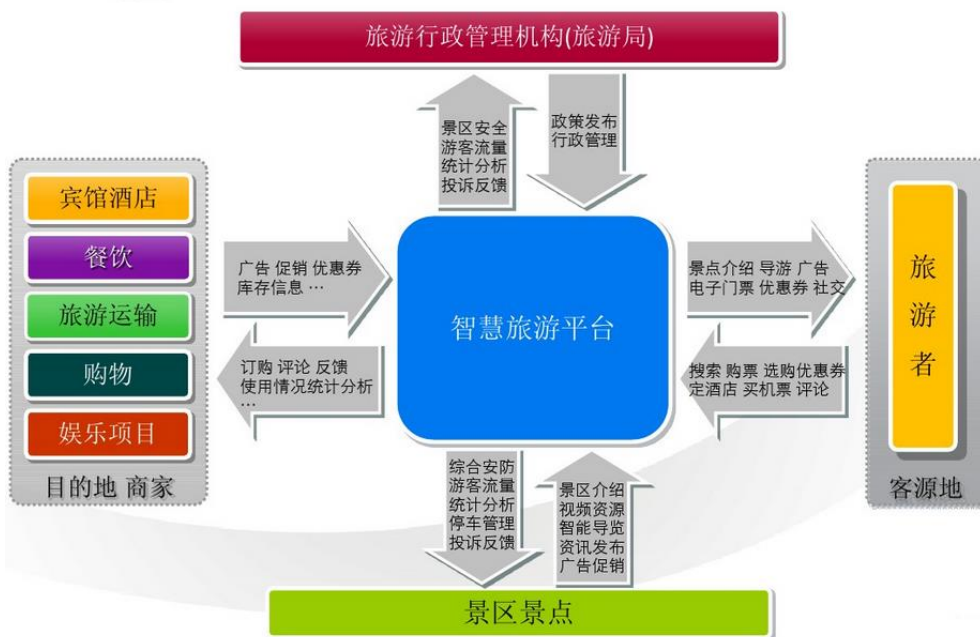 旅游行政管理机构(旅游局)
景区安全
游客流量
统计分析
投诉反馈
政策发布
行政管理
宾馆酒店
餐饮
旅游运输
购物
娱乐项目
目的地 商家
广告 促销 优惠券
库存信息 …
订购 评论 反馈
使用情况统计分析
…
智慧旅游平台
景点介绍 导游 广告
电子门票 优惠券 社交
搜索 购票 选购优惠券
定酒店 买机票 评论
旅
游
者
客源地
综合安防
游客流量
统计分析
停车管理
投诉反馈
景区介绍
视频资源
智能导览
资讯发布
广告促销
景区景点